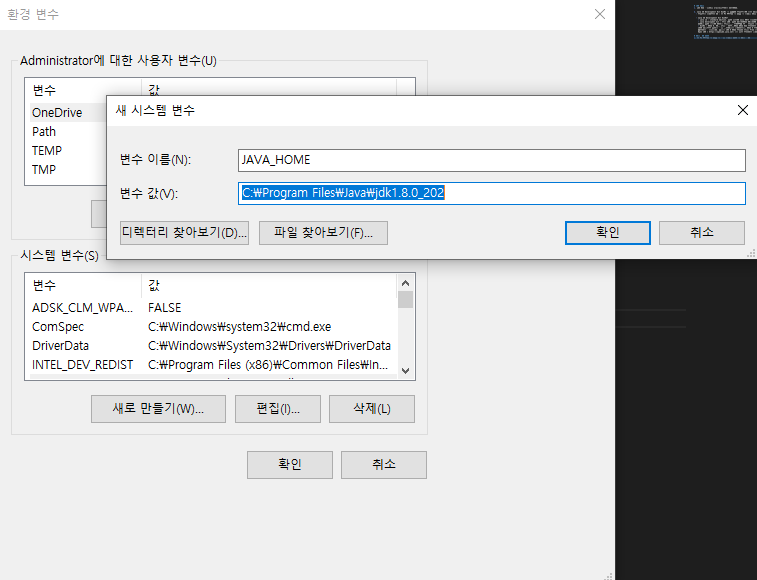 환경 변수
Administrator에 대한 사용자 변수(U)
변수 값
OneDrive
Path
TEMP
TMP
새 시스템 변수
변수 이름(N): JAVA_HOME
변수 값(V): C:₩Program Files₩Java₩jdk1.8.0_202
디렉터리 찾아보기(D)... 파일 찾아보기(F)... 확인 취소
시스템 변수(S)
변수 값
ADSK_CLM_WPA... FALSE
ComSpec C:₩Windows₩system32₩cmd.exe
DriverData C:₩Windows₩System32₩Drivers₩DriverData
INTEL_DEV_REDIST C:₩Program Files (x86)₩Common Files₩In...
새로 만들기(W)... 편집(I)... 삭제(L)
확인 취소